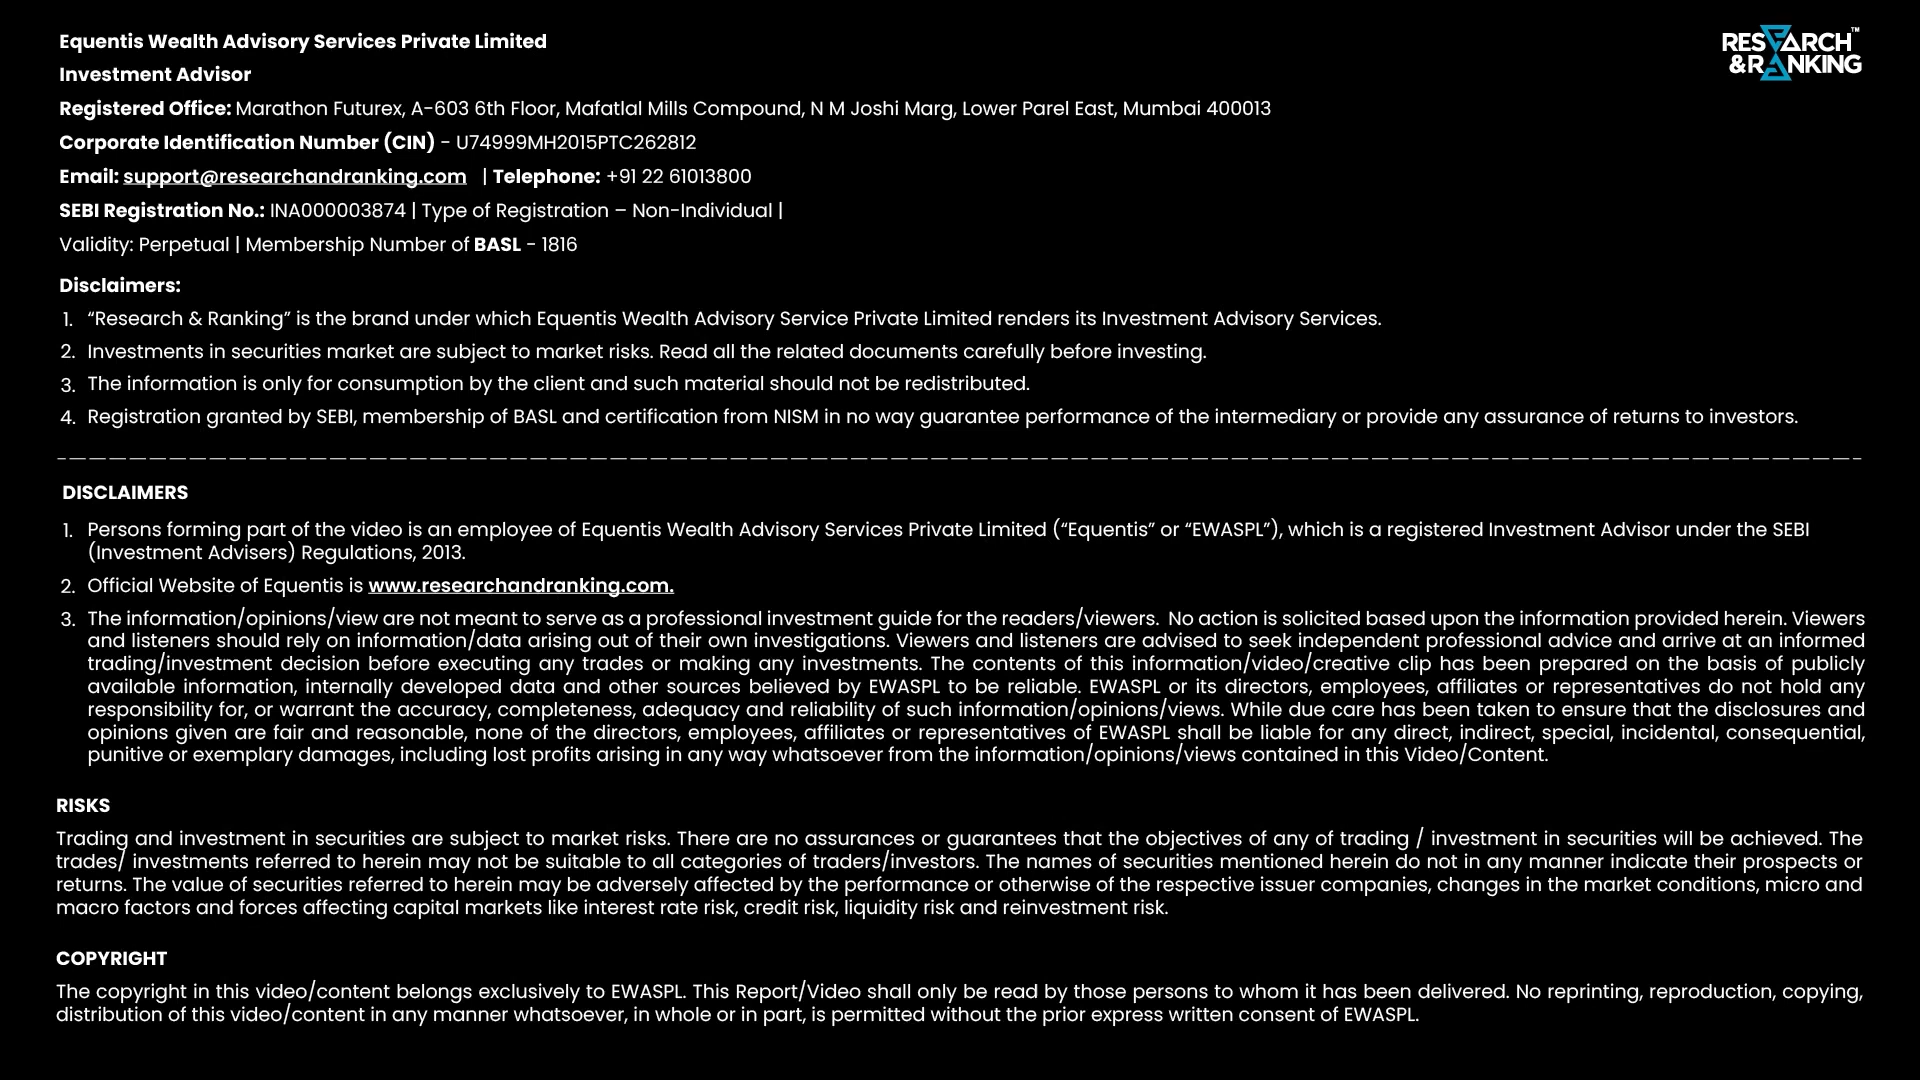 Equentis Wealth Advisory Services Private Limited
RESEARCH™
&RANKING
Investment Advisor
Registered Office: Marathon Futurex, A-603 6th Floor, Mafatlal Mills Compound, N M Joshi Marg, Lower Parel East, Mumbai 400013
Corporate Identification Number (CIN) - U74999MH2015PTC262812
Email: support@researchandranking.com | Telephone: +91 22 61013800
SEBI Registration No.: INA000003874 | Type of Registration – Non-Individual |
Validity: Perpetual | Membership Number of BASL - 1816
Disclaimers:
1. “Research & Ranking” is the brand under which Equentis Wealth Advisory Service Private Limited renders its Investment Advisory Services.
2. Investments in securities market are subject to market risks. Read all the related documents carefully before investing.
3. The information is only for consumption by the client and such material should not be redistributed.
4. Registration granted by SEBI, membership of BASL and certification from NISM in no way guarantee performance of the intermediary or provide any assurance of returns to investors.
DISCLAIMERS
1. Persons forming part of the video is an employee of Equentis Wealth Advisory Services Private Limited (“Equentis” or “EWASPL”), which is a registered Investment Advisor under the SEBI
(Investment Advisers) Regulations, 2013.
2. Official Website of Equentis is www.researchandranking.com.
3. The information/opinions/view are not meant to serve as a professional investment guide for the readers/viewers. No action is solicited based upon the information provided herein. Viewers
and listeners should rely on information/data arising out of their own investigations. Viewers and listeners are advised to seek independent professional advice and arrive at an informed
trading/investment decision before executing any trades or making any investments. The contents of this information/video/creative clip has been prepared on the basis of publicly
available information, internally developed data and other sources believed by EWASPL to be reliable. EWASPL or its directors, employees, affiliates or representatives do not hold any
responsibility for, or warrant the accuracy, completeness, adequacy and reliability of such information/opinions/views. While due care has been taken to ensure that the disclosures and
opinions given are fair and reasonable, none of the directors, employees, affiliates or representatives of EWASPL shall be liable for any direct, indirect, special, incidental, consequential,
punitive or exemplary damages, including lost profits arising in any way whatsoever from the information/opinions/views contained in this Video/Content.
RISKS
Trading and investment in securities are subject to market risks. There are no assurances or guarantees that the objectives of any of trading / investment in securities will be achieved. The
trades/ investments referred to herein may not be suitable to all categories of traders/investors. The names of securities mentioned herein do not in any manner indicate their prospects or
returns. The value of securities referred to herein may be adversely affected by the performance or otherwise of the respective issuer companies, changes in the market conditions, micro and
macro factors and forces affecting capital markets like interest rate risk, credit risk, liquidity risk and reinvestment risk.
COPYRIGHT
The copyright in this video/content belongs exclusively to EWASPL. This Report/Video shall only be read by those persons to whom it has been delivered. No reprinting, reproduction, copying,
distribution of this video/content in any manner whatsoever, in whole or in part, is permitted without the prior express written consent of EWASPL.